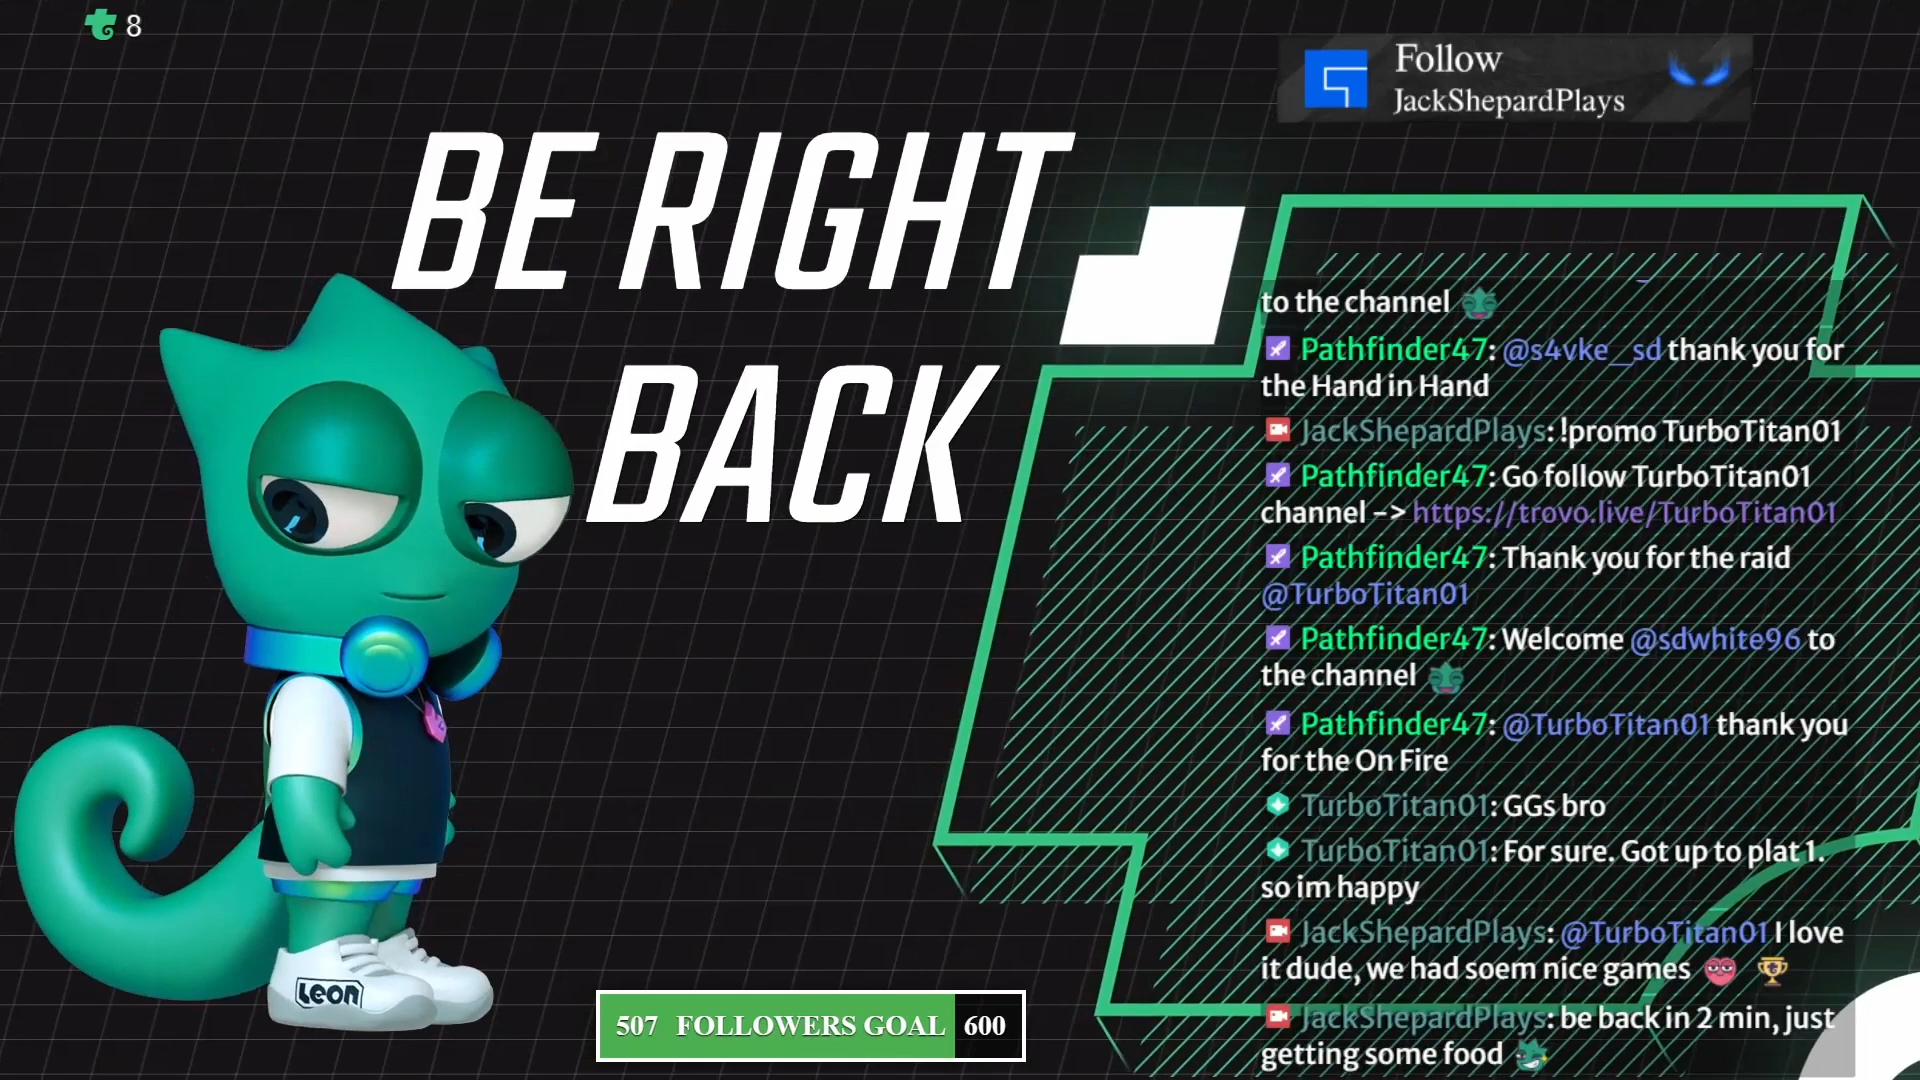 8
Follow
JackShepardPlays
BE RIGHT
BACK
to the channel
Pathfinder47: @s4vke_sd thank you for
the Hand in Hand
JackShepardPlays: !promo TurboTitan01
Pathfinder47: Go follow TurboTitan01
channel -> https://trovo.live/TurboTitan01
Pathfinder47: Thank you for the raid
@TurboTitan01
Pathfinder47: Welcome @sdwhite96 to
the channel
Pathfinder47: @TurboTitan01 thank you
for the On Fire
TurboTitan01: GGs bro
TurboTitan01: For sure. Got up to plat 1.
so im happy
JackShepardPlays: @TurboTitan01 I love
it dude, we had soem nice games
JackShepardPlays: be back in 2 min, just
getting some food
Leon
507 FOLLOWERS GOAL 600